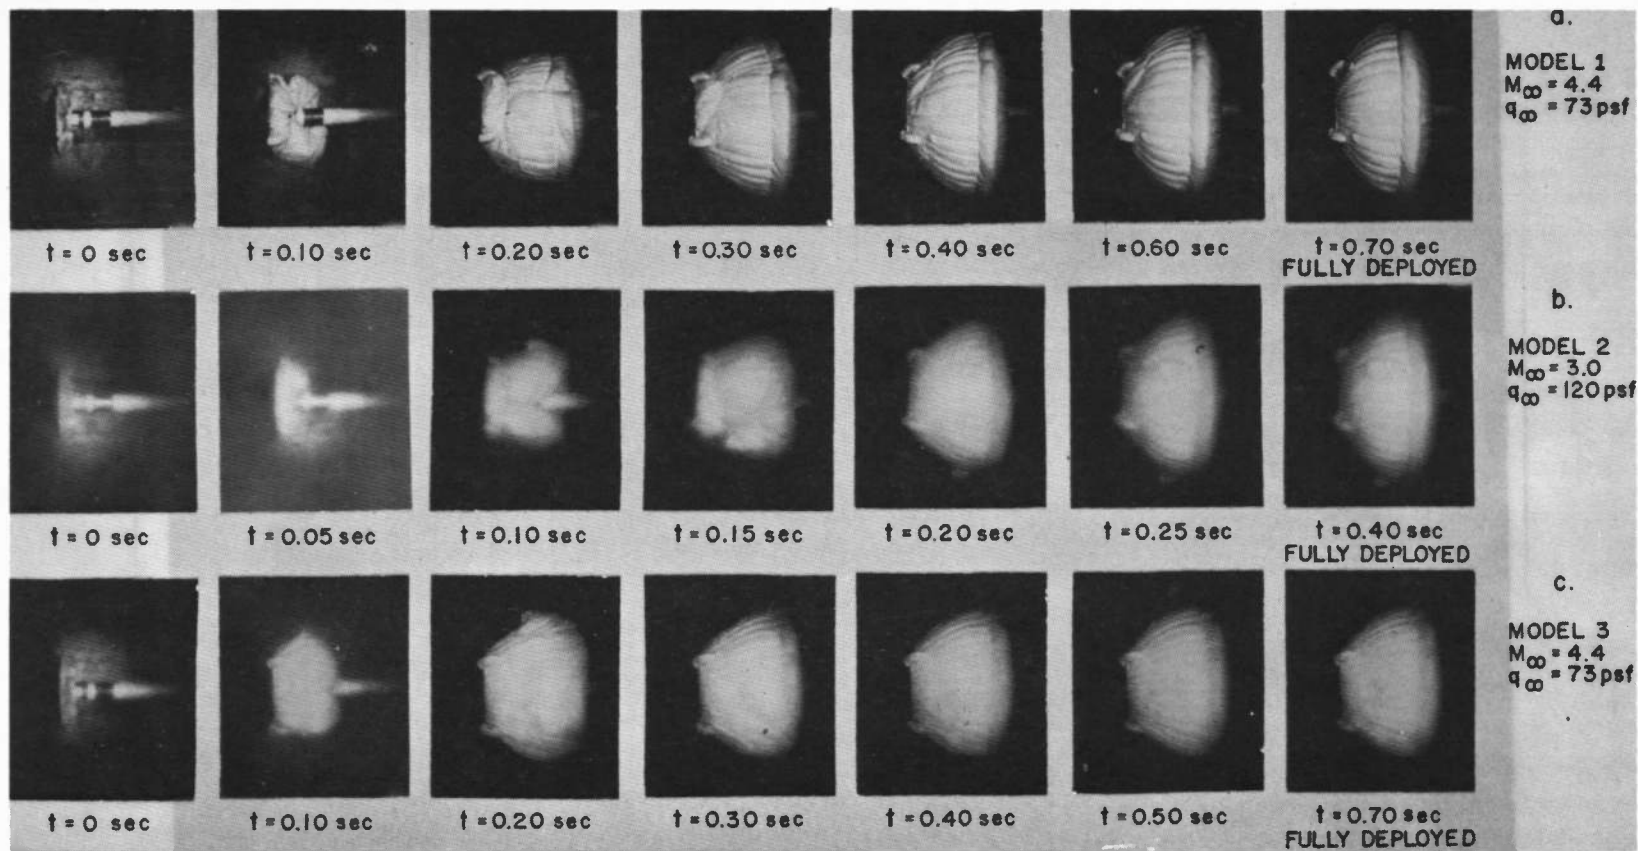 a.
MODEL 1
M∞ = 4.4
q∞ = 73 psf
t = 0 sec
t = 0.10 sec
t = 0.20 sec
t = 0.30 sec
t = 0.40 sec
t = 0.60 sec
t = 0.70 sec
FULLY DEPLOYED
b.
MODEL 2
M∞ = 3.0
q∞ = 120 psf
t = 0 sec
t = 0.05 sec
t = 0.10 sec
t = 0.15 sec
t = 0.20 sec
t = 0.25 sec
t = 0.40 sec
FULLY DEPLOYED
c.
MODEL 3
M∞ = 4.4
q∞ = 73 psf
t = 0 sec
t = 0.10 sec
t = 0.20 sec
t = 0.30 sec
t = 0.40 sec
t = 0.50 sec
t = 0.70 sec
FULLY DEPLOYED